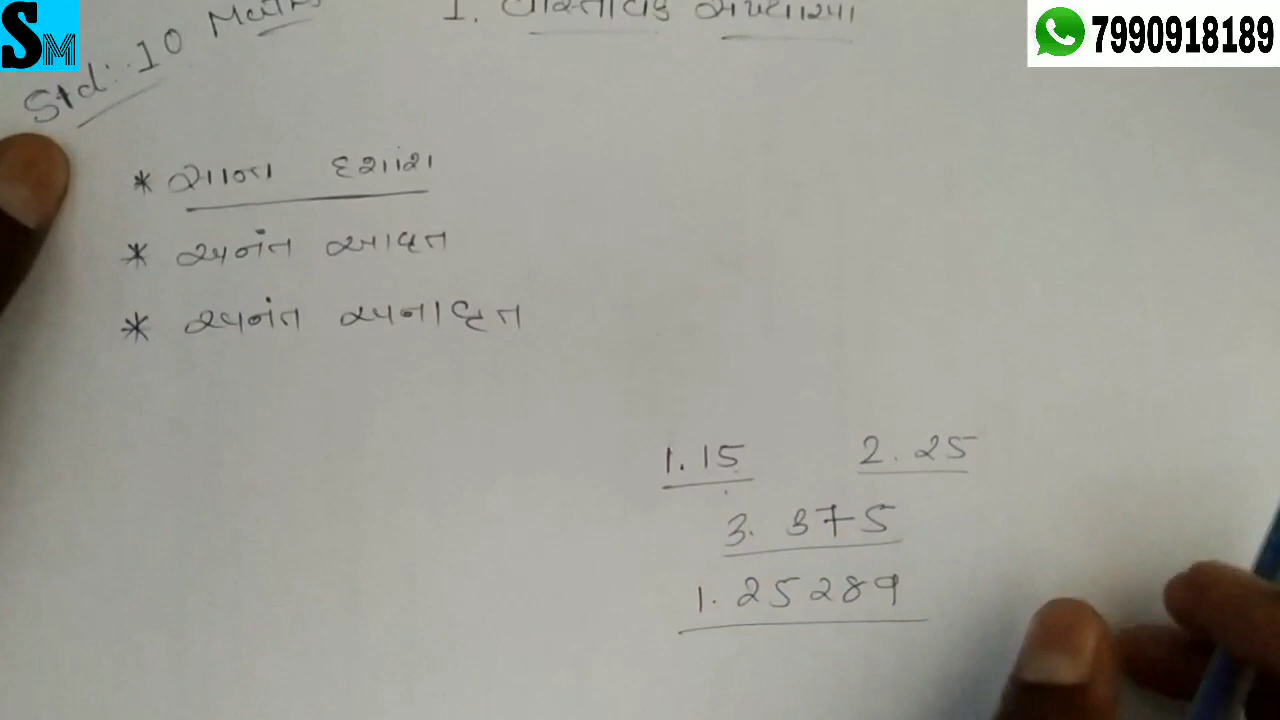 SM
7990918189
Std:- 10 Maths
1. વાસ્તવિક સંખ્યાઓ
* સાન્ત દશાંશ
* અનંત આવૃત
* અનંત અનાવૃત
1.15 2.25
3.375
1.25289